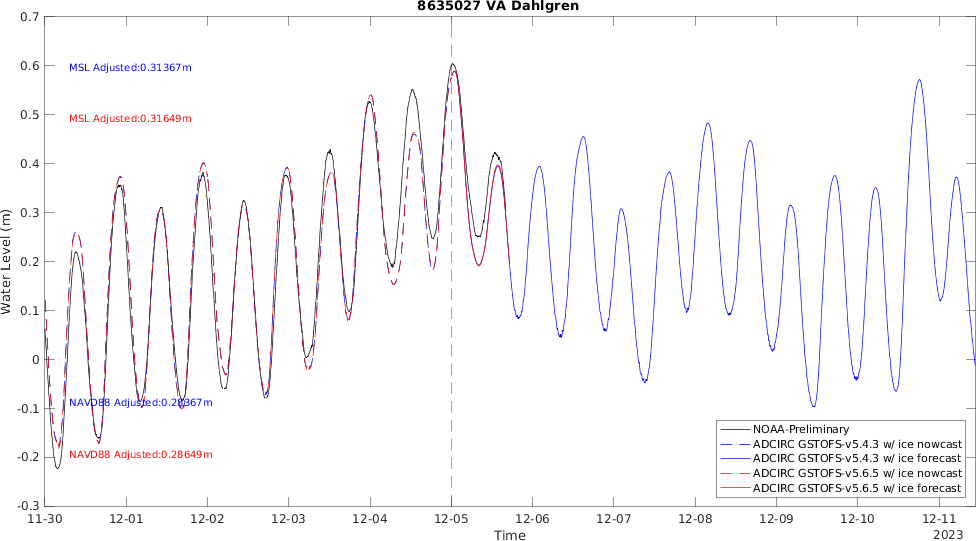 8635027 VA Dahlgren
0.7
0.6
0.5
0.4
0.3
0.2
0.1
0
-0.1
-0.2
-0.3
Water Level (m)
MSL Adjusted:0.31367m
MSL Adjusted:0.31649m
NAVD88 Adjusted:0.28367m
NAVD88 Adjusted:0.28649m
NOAA-Preliminary
ADCIRC GSTOFS-v5.4.3 w/ ice nowcast
ADCIRC GSTOFS-v5.4.3 w/ ice forecast
ADCIRC GSTOFS-v5.6.5 w/ ice nowcast
ADCIRC GSTOFS-v5.6.5 w/ ice forecast
11-30 12-01 12-02 12-03 12-04 12-05 12-06 12-07 12-08 12-09 12-10 12-11
Time
2023